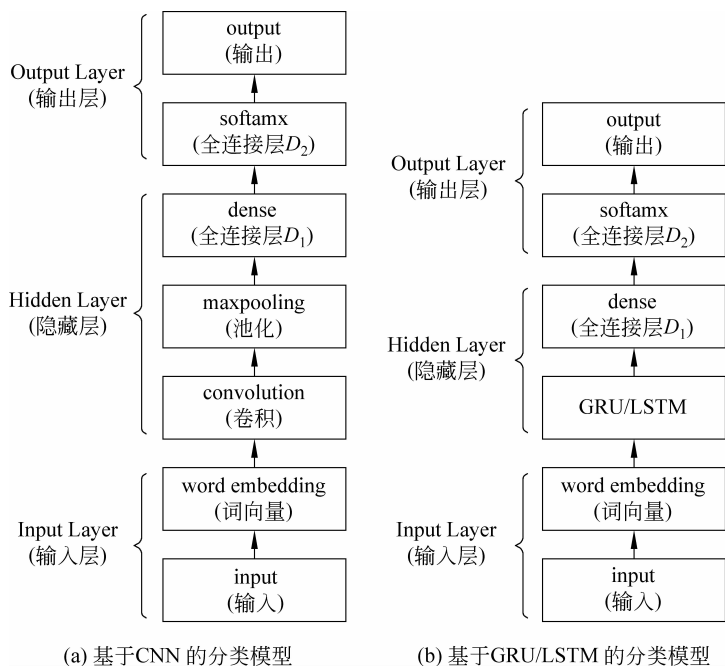 output
(输出)
Output Layer
(输出层)
softamx
(全连接层D₂)
dense
(全连接层D₁)
Hidden Layer
(隐藏层)
maxpooling
(池化)
convolution
(卷积)
Input Layer
(输入层)
word embedding
(词向量)
input
(输入)
(a) 基于CNN 的分类模型
output
(输出)
Output Layer
(输出层)
softamx
(全连接层D₂)
Hidden Layer
(隐藏层)
dense
(全连接层D₁)
GRU/LSTM
Input Layer
(输入层)
word embedding
(词向量)
input
(输入)
(b) 基于GRU/LSTM 的分类模型